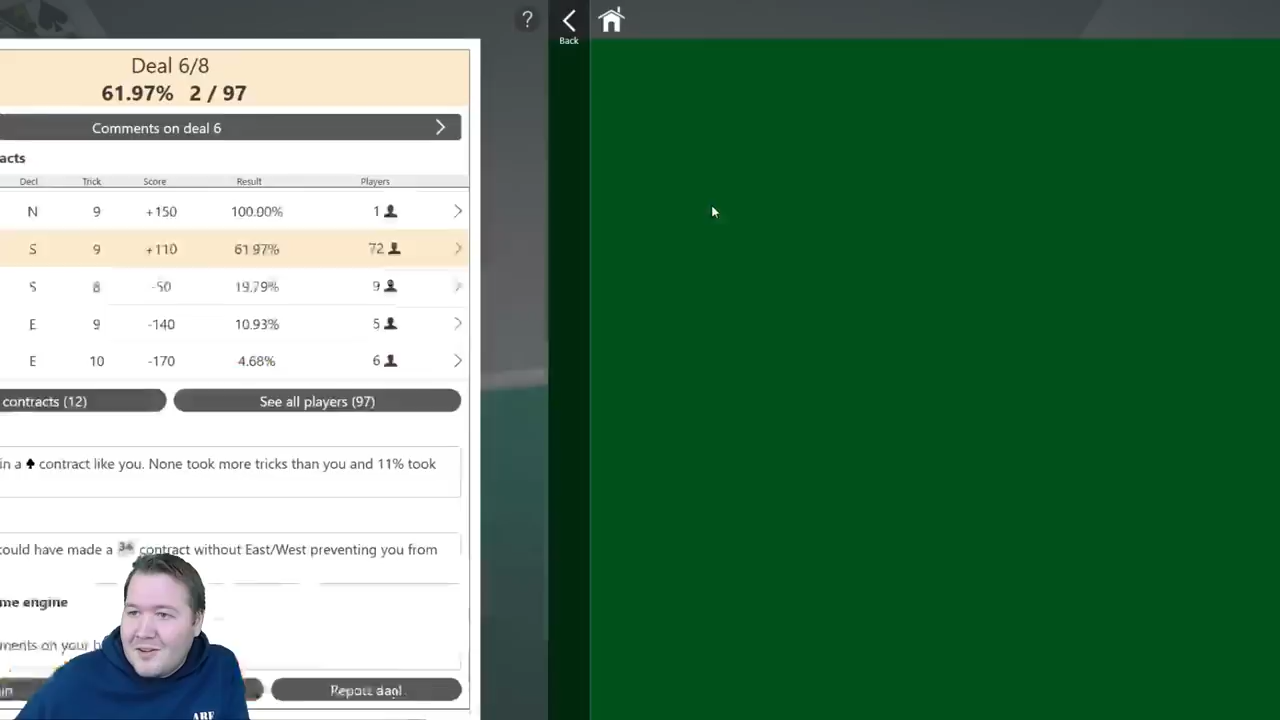 ?
Back
Deal 6/8
61.97% 2 / 97
Comments on deal 6
acts
Decl Trick Score Result Players
N 9 +150 100.00% 1
S 9 +110 61.97% 72
S 8 -50 19.79% 9
E 9 -140 10.93% 5
E 10 -170 4.68% 6
contracts (12)
See all players (97)
in a ♠ contract like you. None took more tricks than you and 11% took
could have made a contract without East/West preventing you from
me engine
ments on your
in
Report deal